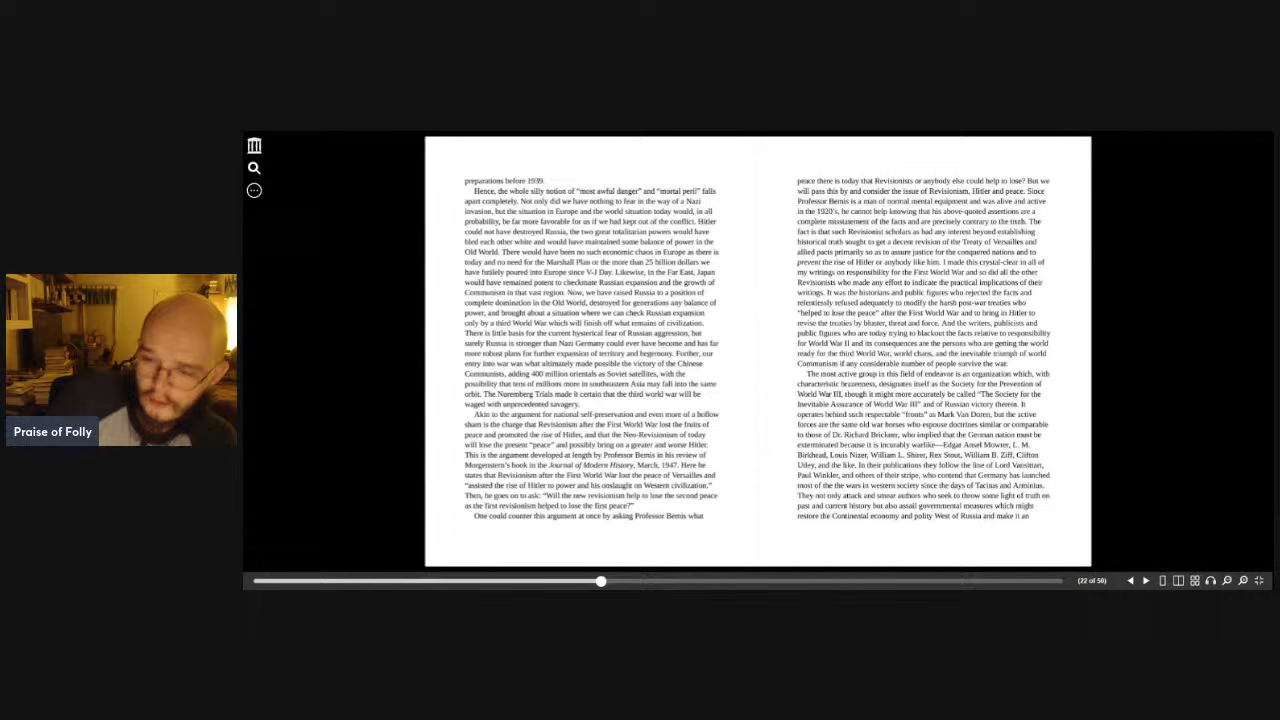 preparations before 1939.
Hence, the whole silly notion of “most awful danger” and “mortal peril” falls
apart completely. Not only did we have nothing to fear in the way of a Nazi
invasion, but the situation in Europe and the world situation today would, in all
probability, be far more favorable for us if we had kept out of the conflict. Hitler
could not have destroyed Russia, the two great totalitarian powers would have
bled each other white and would have maintained some balance of power in the
Old World. There would have been no such economic chaos in Europe as there is
today and no need for the Marshall Plan or the more than 25 billion dollars we
have futilely poured into Europe since V-J Day. Likewise, in the Far East, Japan
would have remained potent to checkmate Russian expansion and the growth of
Communism in that vast region. Now, we have raised Russia to a position of
complete domination in the Old World, destroyed for generations any balance of
power, and brought about a situation where we can check Russian expansion
only by a third World War which will finish off what remains of civilization.
There is little basis for the current hysterical fear of Russian aggression, but
surely Russia is stronger than Nazi Germany could ever have become and has far
more robust plans for further expansion of territory and hegemony. Further, our
entry into war was what ultimately made possible the victory of the Chinese
Communists, adding 400 million orientals as Soviet satellites, with the
possibility that tens of millions more in southeastern Asia may fall into the same
orbit. The Nuremberg Trials made it certain that the third world war will be
waged with unprecedented savagery.
Akin to the argument for national self-preservation and even more of a hollow
sham is the charge that Revisionism after the First World War lost the fruits of
peace and promoted the rise of Hitler, and that the Neo-Revisionism of today
will lose the present “peace” and possibly bring on a greater and worse Hitler.
This is the argument developed at length by Professor Bemis in his review of
Morgenstern’s book in the Journal of Modern History, March, 1947. Here he
states that Revisionism after the First World War lost the peace of Versailles and
“assisted the rise of Hitler to power and his onslaught on Western civilization.”
Then, he goes on to ask: “Will the new revisionism help to lose the second peace
as the first revisionism helped to lose the first peace?”
One could counter this argument at once by asking Professor Bemis what
peace there is today that Revisionists or anybody else could help to lose? But we
will pass this by and consider the issue of Revisionism, Hitler and peace. Since
Professor Bemis is a man of normal mental equipment and was alive and active
in the 1920’s, he cannot help knowing that his above-quoted assertions are a
complete misstatement of the facts and are precisely contrary to the truth. The
fact is that such Revisionist scholars as had any interest beyond establishing
historical truth sought to get a decent revision of the Treaty of Versailles and
allied pacts primarily so as to assure justice for the conquered nations and to
prevent the rise of Hitler or anybody like him. I made this crystal-clear in all of
my writings on responsibility for the First World War and so did all the other
Revisionists who made any effort to indicate the practical implications of their
writings. It was the historians and public figures who rejected the facts and
relentlessly refused adequately to modify the harsh post-war treaties who
“helped to lose the peace” after the First World War and to bring in Hitler to
revise the treaties by bluster, threat and force. And the writers, publicists and
public figures who are today trying to blackout the facts relative to responsibility
for World War II and its consequences are the persons who are getting the world
ready for the third World War, world chaos, and the inevitable triumph of world
Communism if any considerable number of people survive the war.
The most active group in this field of endeavor is an organization which, with
characteristic brazenness, designates itself as the Society for the Prevention of
World War III, though it might more accurately be called “The Society for the
Inevitable Assurance of World War III” and of Russian victory therein. It
operates behind such respectable “fronts” as Mark Van Doren, but the active
forces are the same old war horses who espouse doctrines similar or comparable
to those of Dr. Richard Brickner, who implied that the German nation must be
exterminated because it is incurably warlike—Edgar Ansel Mowrer, L. M.
Birkhead, Louis Nizer, William L. Shirer, Rex Stout, William B. Ziff, Clifton
Utley, and the like. In their publications they follow the line of Lord Vansittart,
Paul Winkler, and others of their stripe, who contend that Germany has launched
most of the the wars in western society since the days of Tacitus and Arminius.
They not only attack and smear authors who seek to throw some light of truth on
past and current history but also assail governmental measures which might
restore the Continental economy and polity West of Russia and make it an
Praise of Folly
(22 of 50)